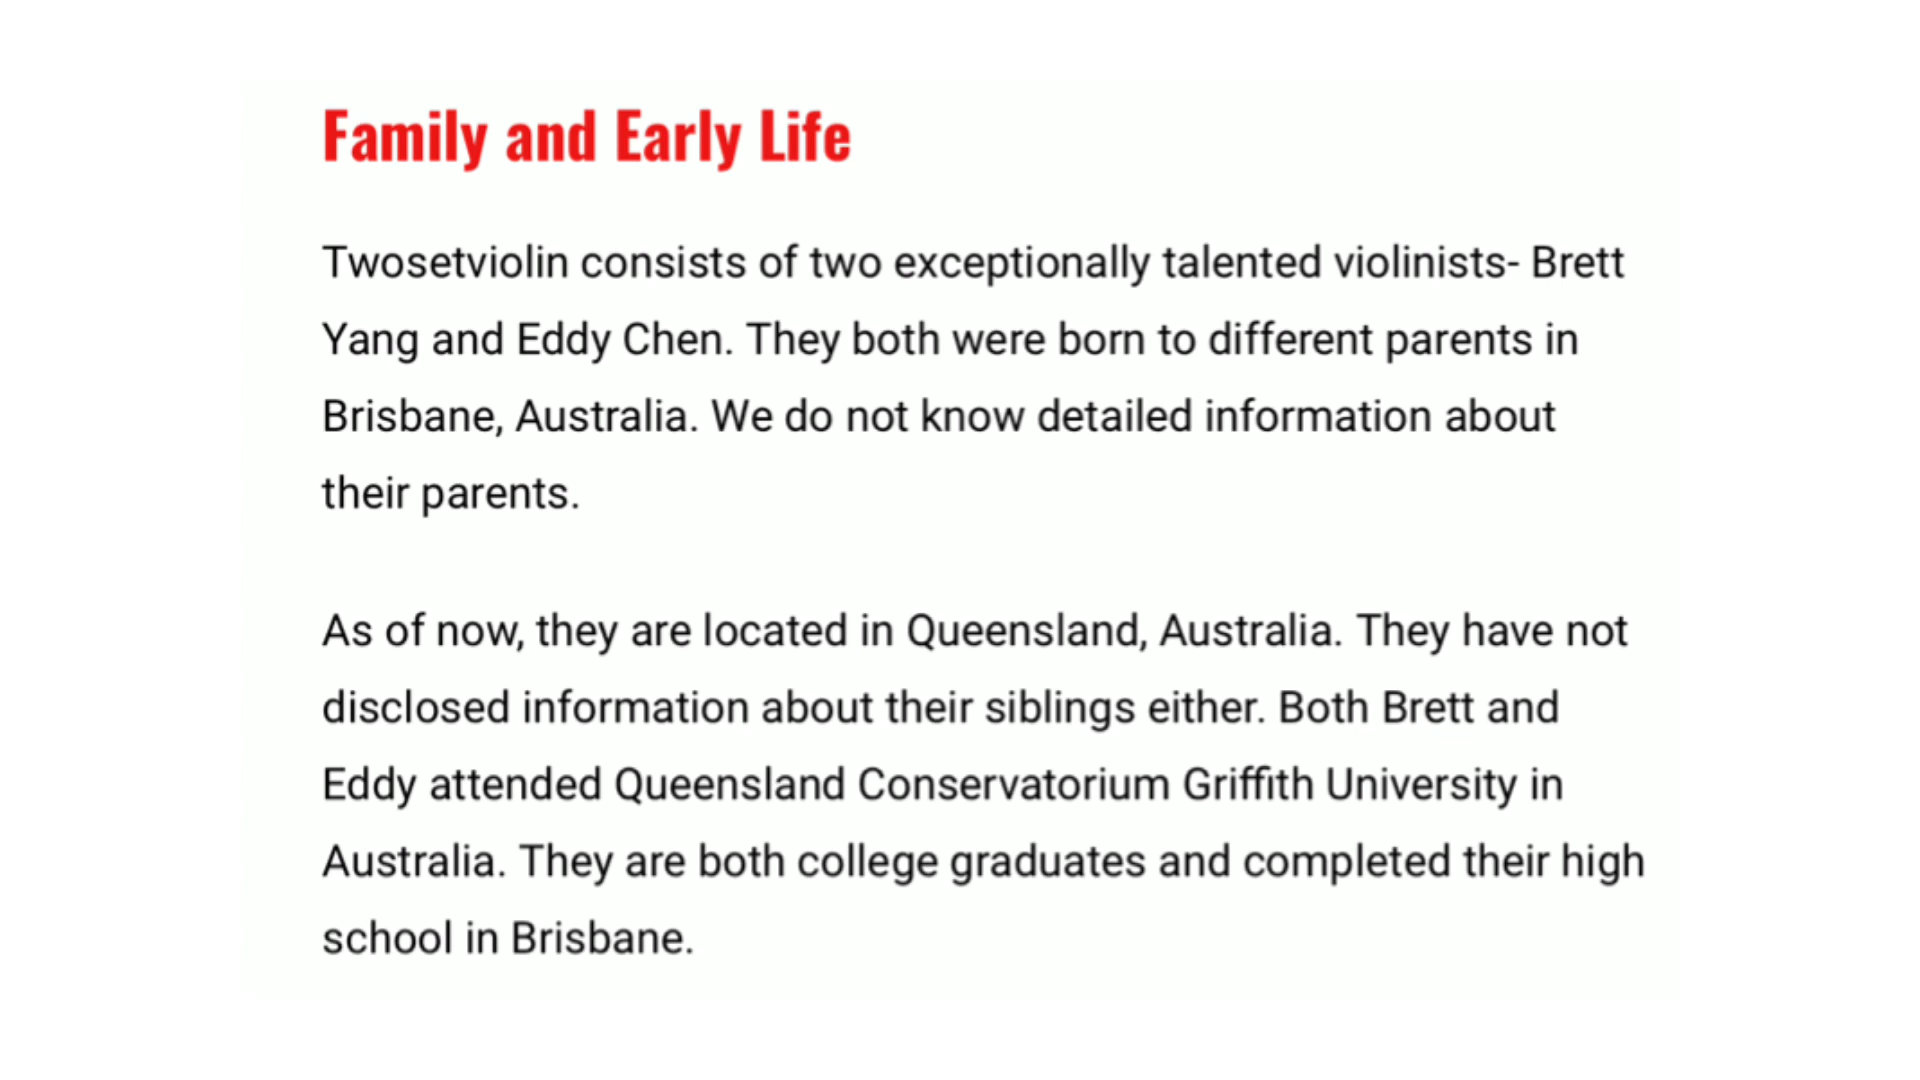 Family and Early Life
Twosetviolin consists of two exceptionally talented violinists- Brett
Yang and Eddy Chen. They both were born to different parents in
Brisbane, Australia. We do not know detailed information about
their parents.
As of now, they are located in Queensland, Australia. They have not
disclosed information about their siblings either. Both Brett and
Eddy attended Queensland Conservatorium Griffith University in
Australia. They are both college graduates and completed their high
school in Brisbane.